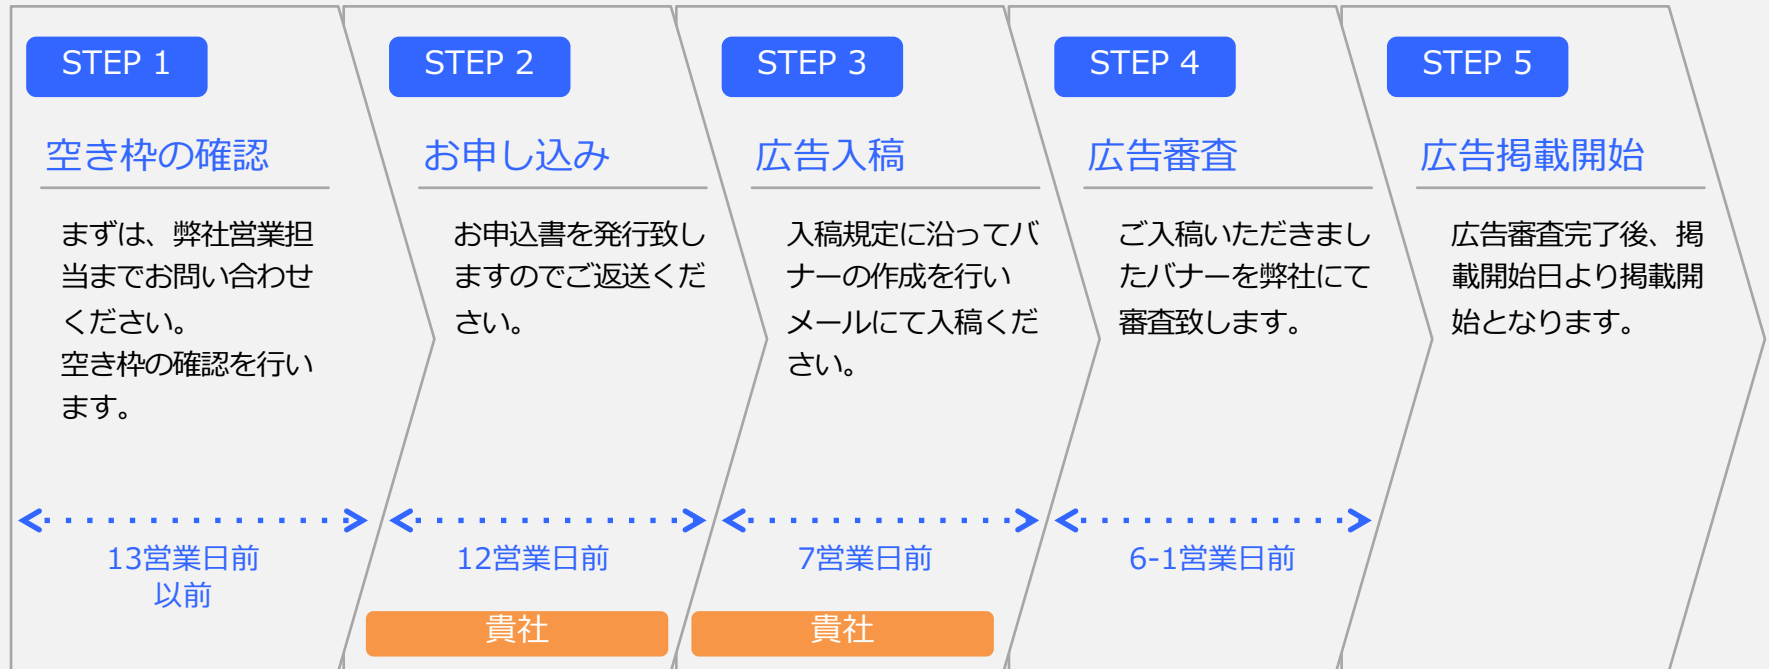 STEP 1
空き枠の確認
まずは、弊社営業担
当までお問い合わせ
ください。
空き枠の確認を行い
ます。
13営業日前
以前
STEP 2
お申し込み
お申込書を発行致し
ますのでご返送くだ
さい。
12営業日前
貴社
STEP 3
広告入稿
入稿規定に沿ってバ
ナーの作成を行い
メールにて入稿くだ
さい。
7営業日前
貴社
STEP 4
広告審査
ご入稿いただきまし
たバナーを弊社にて
審査致します。
6-1営業日前
STEP 5
広告掲載開始
広告審査完了後、掲
載開始日より掲載開
始となります。